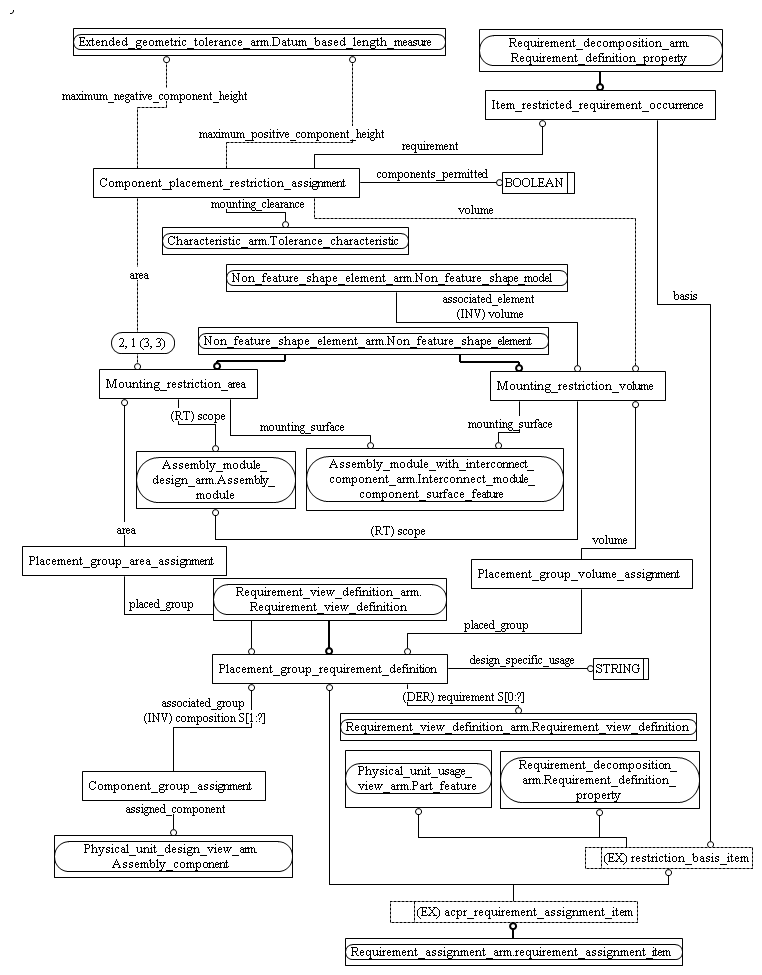 Extended_geometric_tolerance_arm.Datum_based_length_measure
Requirement_decomposition_arm.
Requirement_definition_property
maximum_negative_component_height
Item_restricted_requirement_occurrence
maximum_positive_component_height
requirement
Component_placement_restriction_assignment
components_permitted
BOOLEAN
mounting_clearance
volume
Characteristic_arm.Tolerance_characteristic
area
Non_feature_shape_element_arm.Non_feature_shape_model
associated_element
(INV) volume
basis
2, 1 (3, 3)
Non_feature_shape_element_arm.Non_feature_shape_element
Mounting_restriction_area
Mounting_restriction_volume
(RT) scope
mounting_surface
mounting_surface
Assembly_module_
design_arm.Assembly_
module
Assembly_module_with_interconnect_
component_arm.Interconnect_module_
component_surface_feature
area
(RT) scope
volume
Placement_group_area_assignment
Placement_group_volume_assignment
placed_group
Requirement_view_definition_arm.
Requirement_view_definition
placed_group
Placement_group_requirement_definition
design_specific_usage
STRING
associated_group
(INV) composition S[1:?]
(DER) requirement S[0:?]
Requirement_view_definition_arm.Requirement_view_definition
Component_group_assignment
Physical_unit_usage_
view_arm.Part_feature
Requirement_decomposition_
arm.Requirement_definition_
property
assigned_component
Physical_unit_design_view_arm.
Assembly_component
(EX) restriction_basis_item
(EX) acpr_requirement_assignment_item
Requirement_assignment_arm.requirement_assignment_item